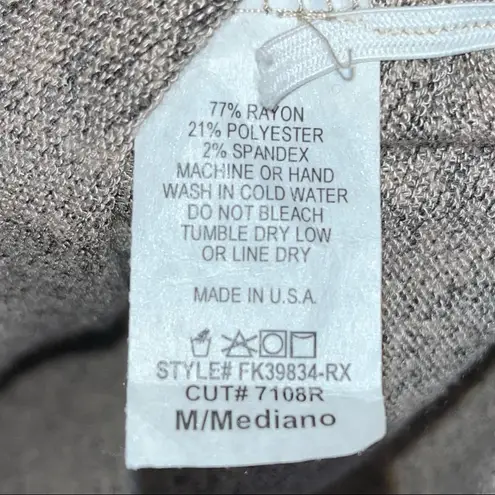 77% RAYON
21% POLYESTER
2% SPANDEX
MACHINE OR HAND
WASH IN COLD WATER
DO NOT BLEACH
TUMBLE DRY LOW
OR LINE DRY
MADE IN U.S.A.
STYLE# FK39834-RX
CUT# 7108R
M/Mediano